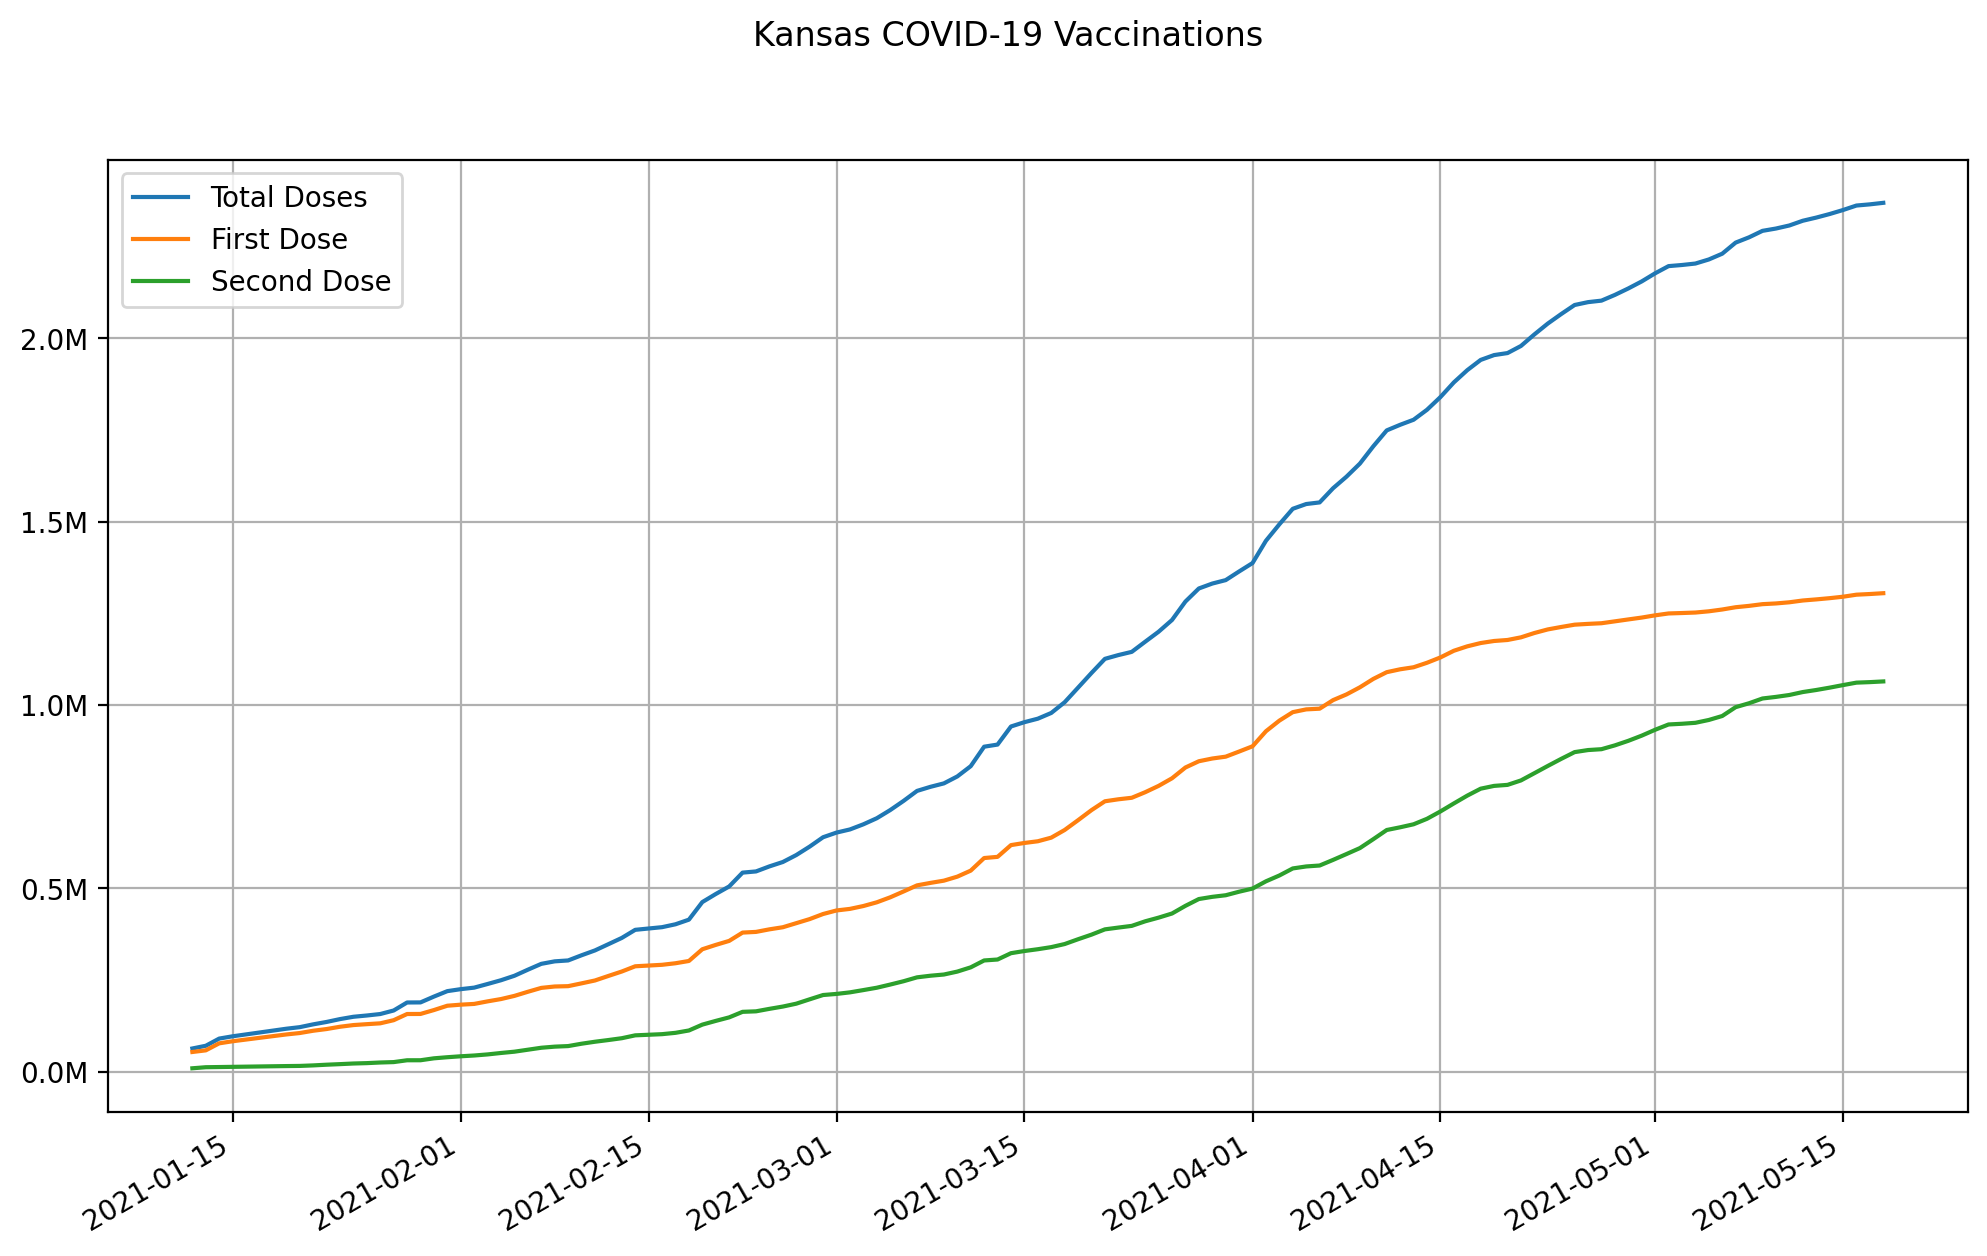 Kansas COVID-19 Vaccinations
Total Doses
First Dose
Second Dose
2.0M
1.5M
1.0M
0.5M
0.0M
2021-01-15
2021-02-01
2021-02-15
2021-03-01
2021-03-15
2021-04-01
2021-04-15
2021-05-01
2021-05-15